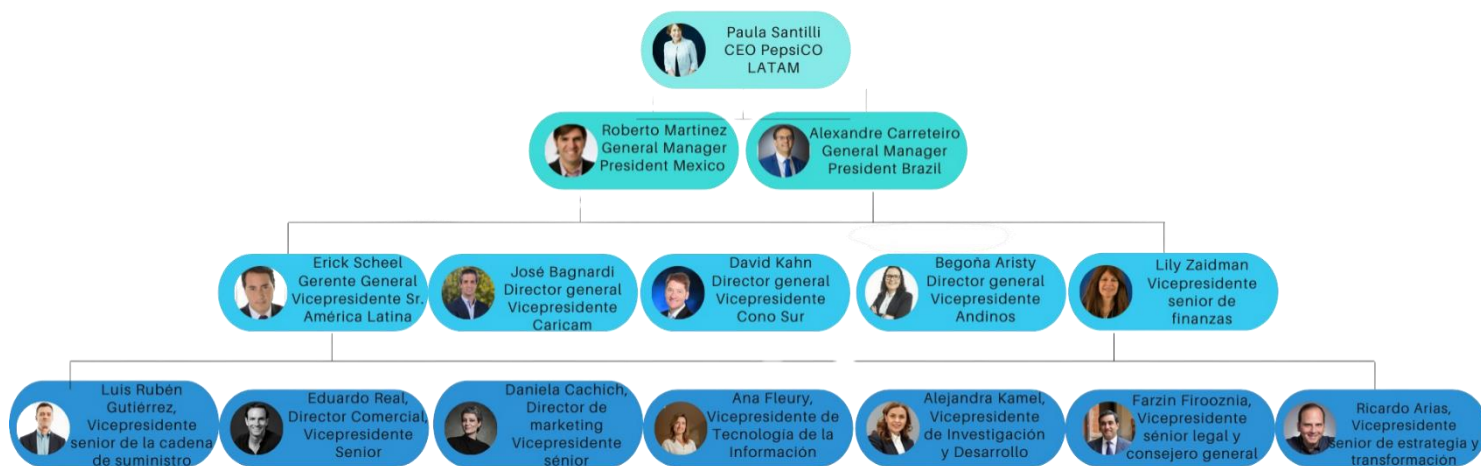 Paula Santilli
CEO PepsiCO
LATAM
Roberto Martinez
General Manager
President Mexico
Alexandre Carreteiro
General Manager
President Brazil
Erick Scheel
Gerente General
Vicepresidente Sr.
América Latina
José Bagnardi
Director general
Vicepresidente
Caricam
David Kahn
Director general
Vicepresidente
Cono Sur
Begoña Aristy
Director general
Vicepresidente
Andinos
Lily Zaidman
Vicepresidente
senior de
finanzas
Luis Rubén
Gutiérrez,
Vicepresidente
senior de la cadena
de suministro
Eduardo Real,
Director Comercial,
Vicepresidente
Senior
Daniela Cachich,
Director de
marketing
Vicepresidente
sénior
Ana Fleury,
Vicepresidente de
Tecnología de la
Información
Alejandra Kamel,
Vicepresidente
de Investigación
y Desarrollo
Farzin Firooznia,
Vicepresidente
sénior legal y
consejero general
Ricardo Arias,
Vicepresidente
senior de estrategia y
transformación